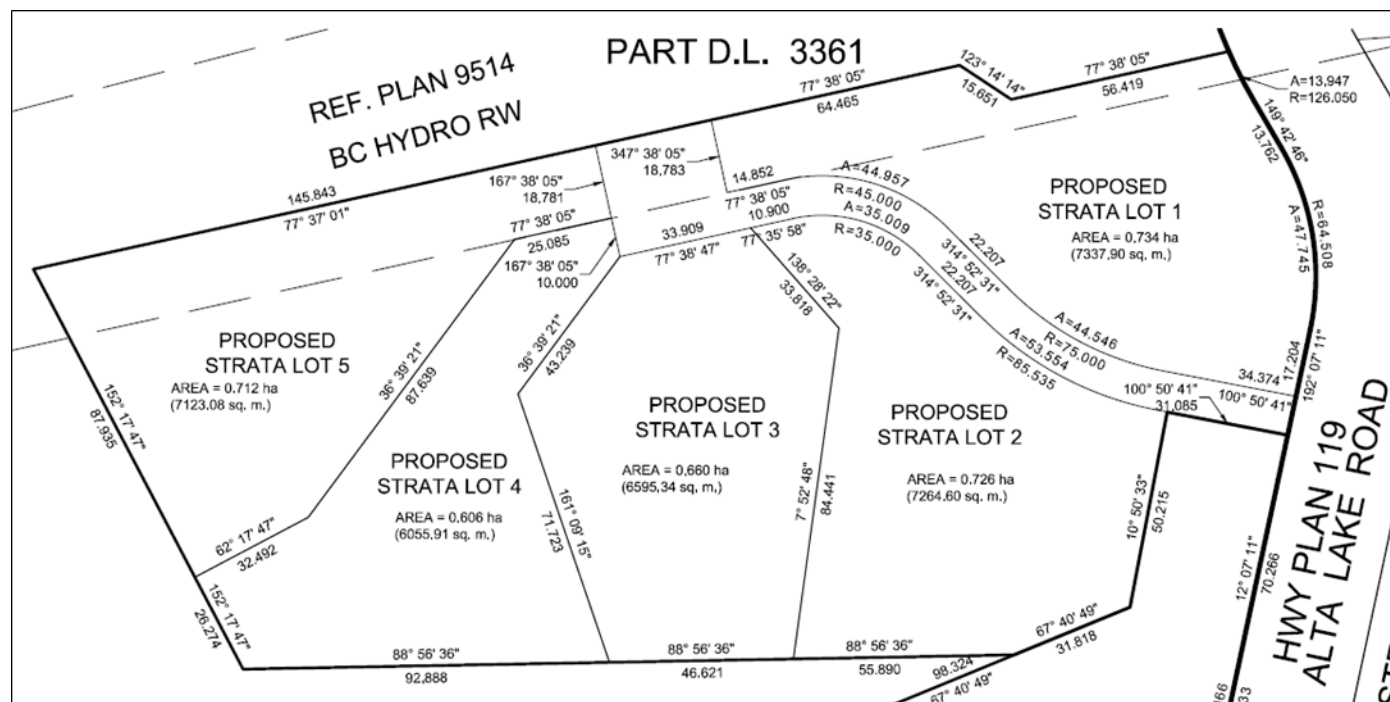 PART D.L. 3361
REF. PLAN 9514
BC HYDRO RW
77° 38' 05"
64.465
123° 14' 14"
15.651
77° 38' 05"
56.419
A=13.947
R=126.050
149° 42' 46"
13.762
R=64.508
A=47.745
347° 38' 05"
18.783
167° 38' 05"
18.781
145.843
77° 37' 01"
14.852
77° 38' 05"
10.900
77° 35' 58"
A=44.957
R=45.000
A=35.009
R=35.000
77° 38' 05"
25.085
33.909
77° 38' 47"
167° 38' 05"
10.000
22.207
314° 52' 31"
22.207
314° 52' 31"
138° 28' 22"
33.818
PROPOSED
STRATA LOT 1
AREA = 0.734 ha
(7337.90 sq. m.)
A=44.546
R=75.000
A=53.554
R=85.535
34.374
100° 50' 41"
100° 50' 41"
31.085
17.204
192° 07' 11"
PROPOSED
STRATA LOT 5
AREA = 0.712 ha
(7123.08 sq. m.)
36° 39' 21"
87.639
36° 39' 21"
43.239
152° 17' 47"
87.935
PROPOSED
STRATA LOT 3
AREA = 0.660 ha
(6595.34 sq. m.)
PROPOSED
STRATA LOT 2
AREA = 0.726 ha
(7264.60 sq. m.)
PROPOSED
STRATA LOT 4
AREA = 0.606 ha
(6055.91 sq. m.)
161° 09' 15"
71.723
7° 52' 48"
84.441
10° 50' 33"
50.215
62° 17' 47"
32.492
152° 17' 47"
26.274
12° 07' 11"
70.266
HWY PLAN 119
ALTA LAKE ROAD
88° 56' 36"
92.888
88° 56' 36"
46.621
55.890
67° 40' 49"
31.818
98.324
67° 40' 49"